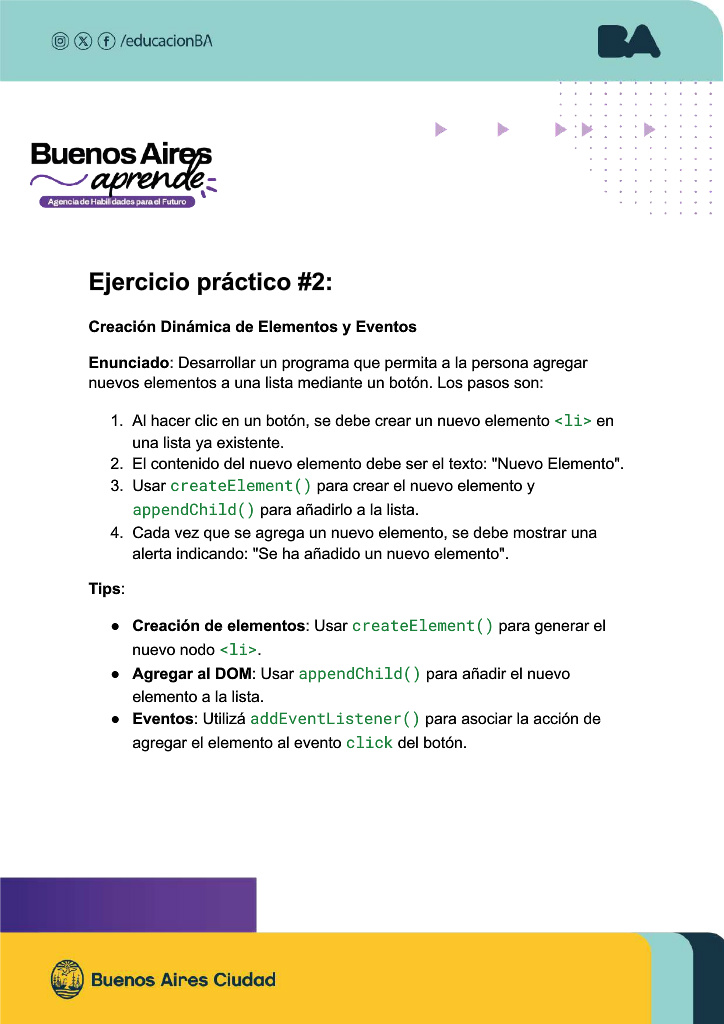 /educacionBA
BA
Buenos Aires
aprende
Agencia de Habilidades para el Futuro
Ejercicio práctico #2:
Creación Dinámica de Elementos y Eventos
Enunciado: Desarrollar un programa que permita a la persona agregar
nuevos elementos a una lista mediante un botón. Los pasos son:
1. Al hacer clic en un botón, se debe crear un nuevo elemento <li> en
una lista ya existente.
2. El contenido del nuevo elemento debe ser el texto: "Nuevo Elemento".
3. Usar createElement() para crear el nuevo elemento y
appendChild() para añadirlo a la lista.
4. Cada vez que se agrega un nuevo elemento, se debe mostrar una
alerta indicando: "Se ha añadido un nuevo elemento".
Tips:
● Creación de elementos: Usar createElement() para generar el
nuevo nodo <li>.
● Agregar al DOM: Usar appendChild() para añadir el nuevo
elemento a la lista.
● Eventos: Utilizá addEventListener() para asociar la acción de
agregar el elemento al evento click del botón.
Buenos Aires Ciudad